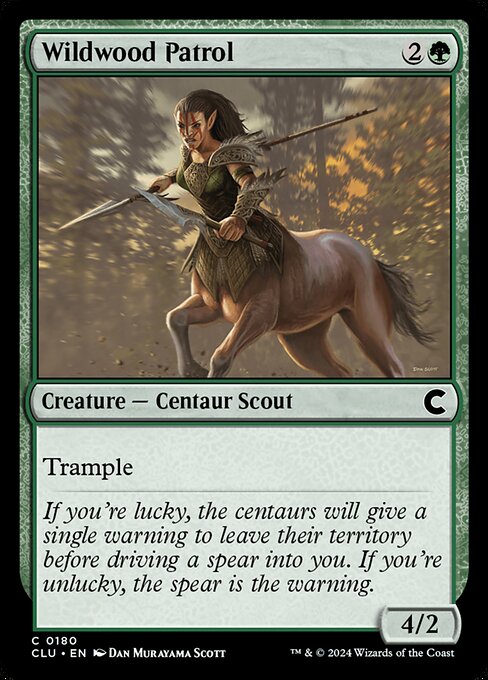 Wildwood Patrol 2
DAN SCOTT
Creature — Centaur Scout
Trample
If you're lucky, the centaurs will give a
single warning to leave their territory
before driving a spear into you. If you're
unlucky, the spear is the warning.
4/2
C 0180
CLU • EN DAN MURAYAMA SCOTT
™ & © 2024 Wizards of the Coast